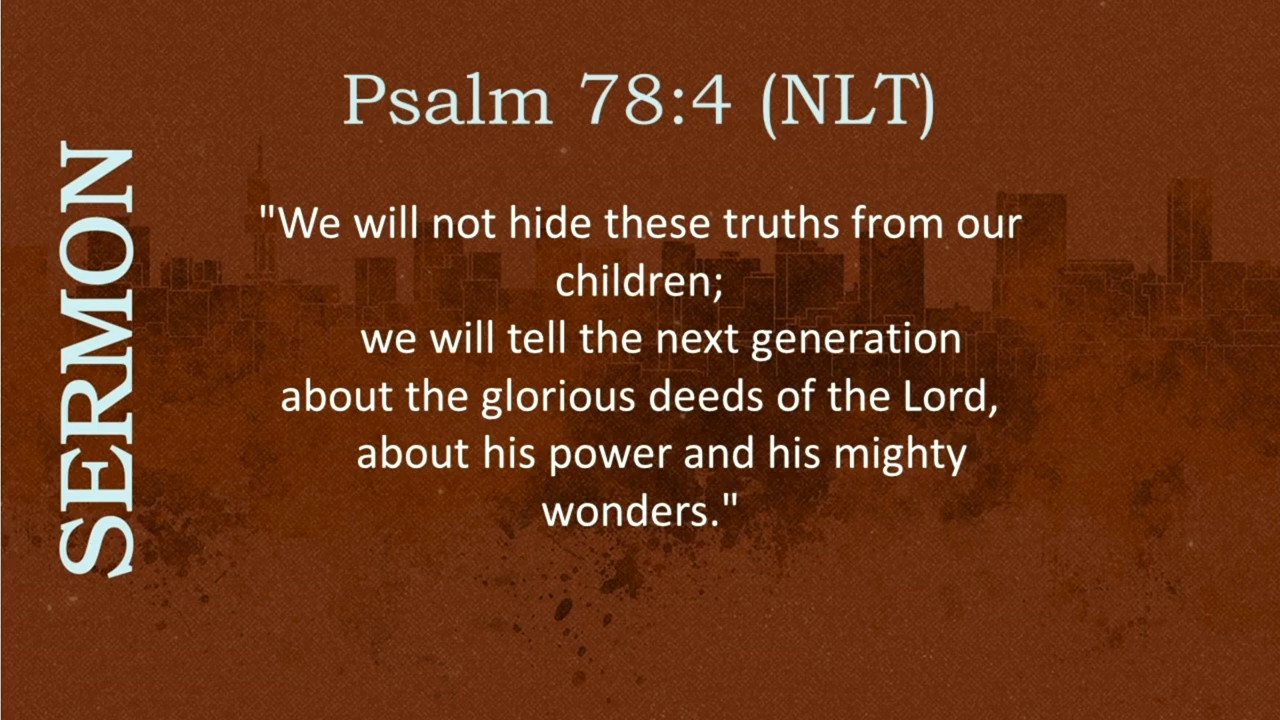 Psalm 78:4 (NLT)
SERMON
"We will not hide these truths from our
children;
we will tell the next generation
about the glorious deeds of the Lord,
about his power and his mighty
wonders."